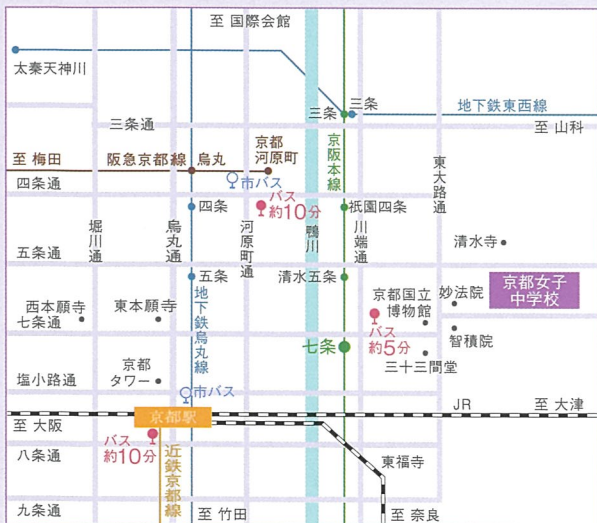 至 国際会館
太秦天神川
三条
三条
地下鉄東西線
三条通
至 山科
京都
河原町
京阪本線
東大路通
至 梅田
阪急京都線
烏丸
四条通
市バス
バス
約10分
四条
祇園四条
堀川通
烏丸通
河原町通
鴨川
川端通
清水寺
五条通
五条
清水五条
地下鉄烏丸線
京都国立
博物館
妙法院
京都女子
中学校
西本願寺
東本願寺
七条通
バス
約5分
智積院
七条
三十三間堂
京都
タワー
塩小路通
市バス
京都駅
JR
至 大津
至 大阪
バス
約10分
近鉄京都線
八条通
東福寺
九条通
至 竹田
至 奈良